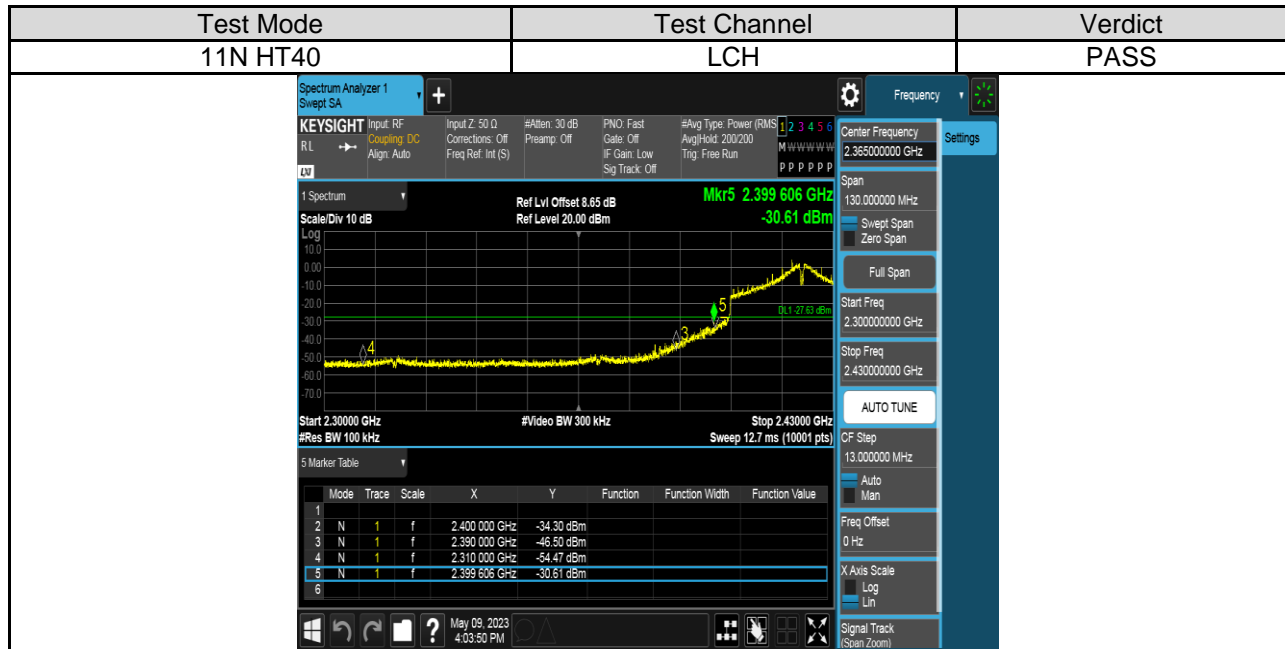 Test Mode Test Channel Verdict
11N HT40 LCH PASS
Spectrum Analyzer 1
Swept SA
Frequency
KEYSIGHT Input: RF Input Z: 50 Ω #Atten: 30 dB PNO: Fast #Avg Type: Power (RMS 1 2 3 4 5 6
RL Coupling: DC Corrections: Off Preamp: Off Gate: Off Avg|Hold: 200/200 M W W W W W
Align: Auto Freq Ref: Int (S) IF Gain: Low Trig: Free Run
LXI Sig Track: Off P P P P P P
Center Frequency
2.365000000 GHz
Settings
1 Spectrum Ref Lvl Offset 8.65 dB Mkr5 2.399 606 GHz
Scale/Div 10 dB Ref Level 20.00 dBm -30.61 dBm
Log
10.0
0.00
-10.0
-20.0
-30.0
-40.0
-50.0
-60.0
-70.0
4
3
5
DL1 -27.63 dBm
Start 2.30000 GHz #Video BW 300 kHz Stop 2.43000 GHz
#Res BW 100 kHz Sweep 12.7 ms (10001 pts)
Span
130.000000 MHz
Swept Span
Zero Span
Full Span
Start Freq
2.300000000 GHz
Stop Freq
2.430000000 GHz
AUTO TUNE
CF Step
13.000000 MHz
Auto
Man
Freq Offset
0 Hz
X Axis Scale
Log
Lin
Signal Track
(Span Zoom)
5 Marker Table
Mode Trace Scale X Y Function Function Width Function Value
1
2 N 1 f 2.400 000 GHz -34.30 dBm
3 N 1 f 2.390 000 GHz -46.50 dBm
4 N 1 f 2.310 000 GHz -54.47 dBm
5 N 1 f 2.399 606 GHz -30.61 dBm
6
? May 09, 2023
4:03:50 PM